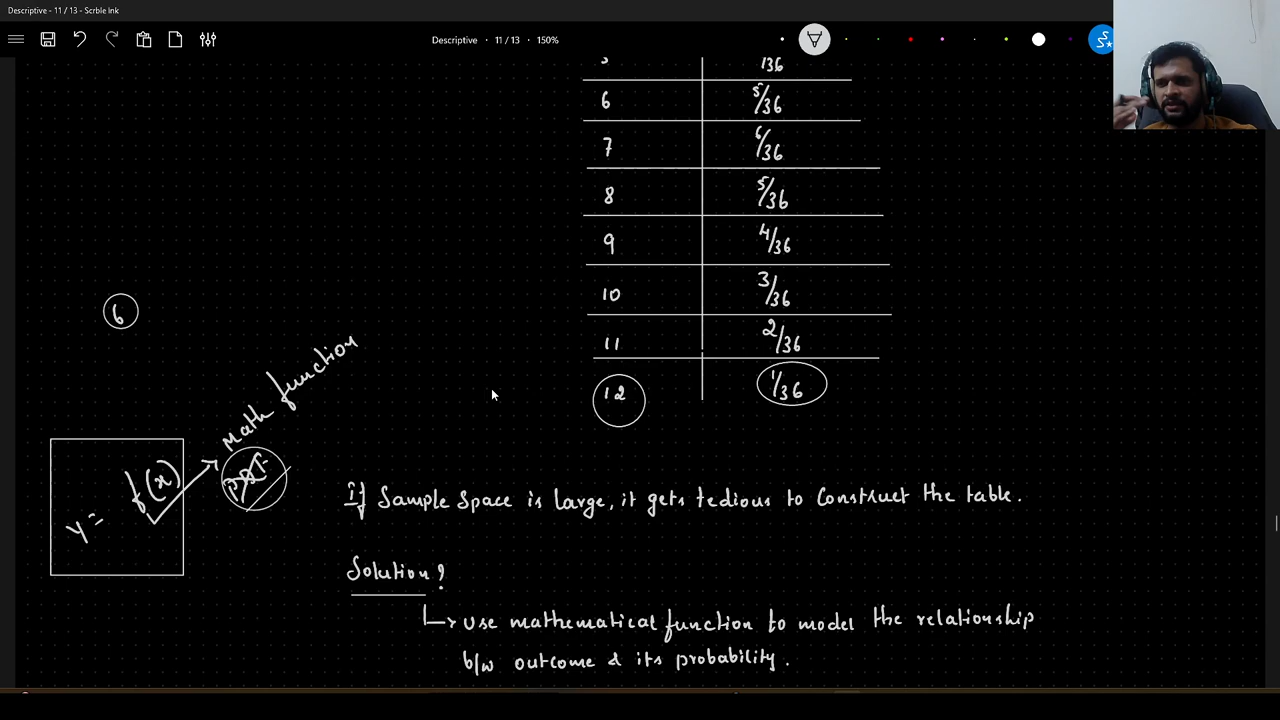 Descriptive - 11 / 13 - Scrble Ink
Descriptive • 11 / 13 • 150%
6 5/36
7 6/36
8 5/36
9 4/36
10 3/36
11 2/36
12 1/36
6
Math function
y = f(x)
If Sample Space is large, it gets tedious to Construct the table.
Solution?
use mathematical function to model the relationship
b/w outcome & its probability.